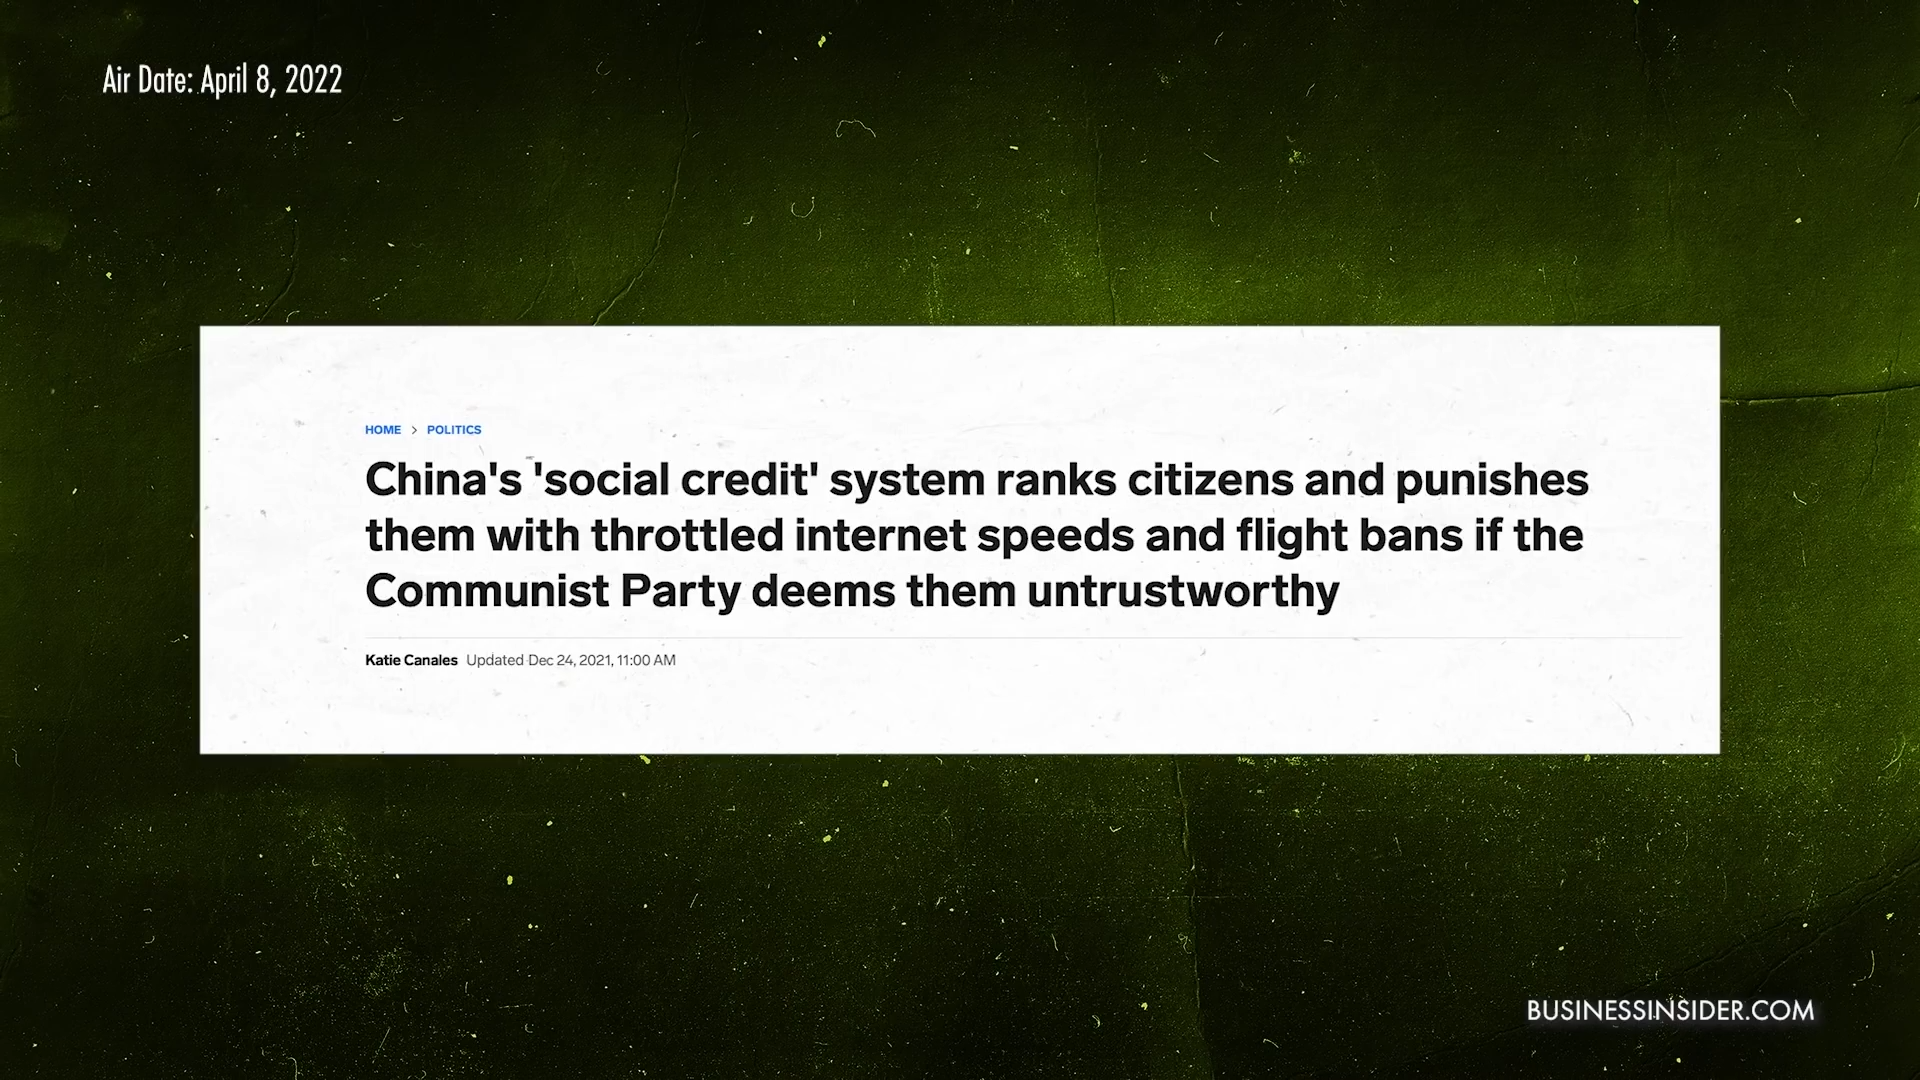 Air Date: April 8, 2022
HOME > POLITICS
China's 'social credit' system ranks citizens and punishes
them with throttled internet speeds and flight bans if the
Communist Party deems them untrustworthy
Katie Canales Updated Dec 24, 2021, 11:00 AM
BUSINESSINSIDER.COM